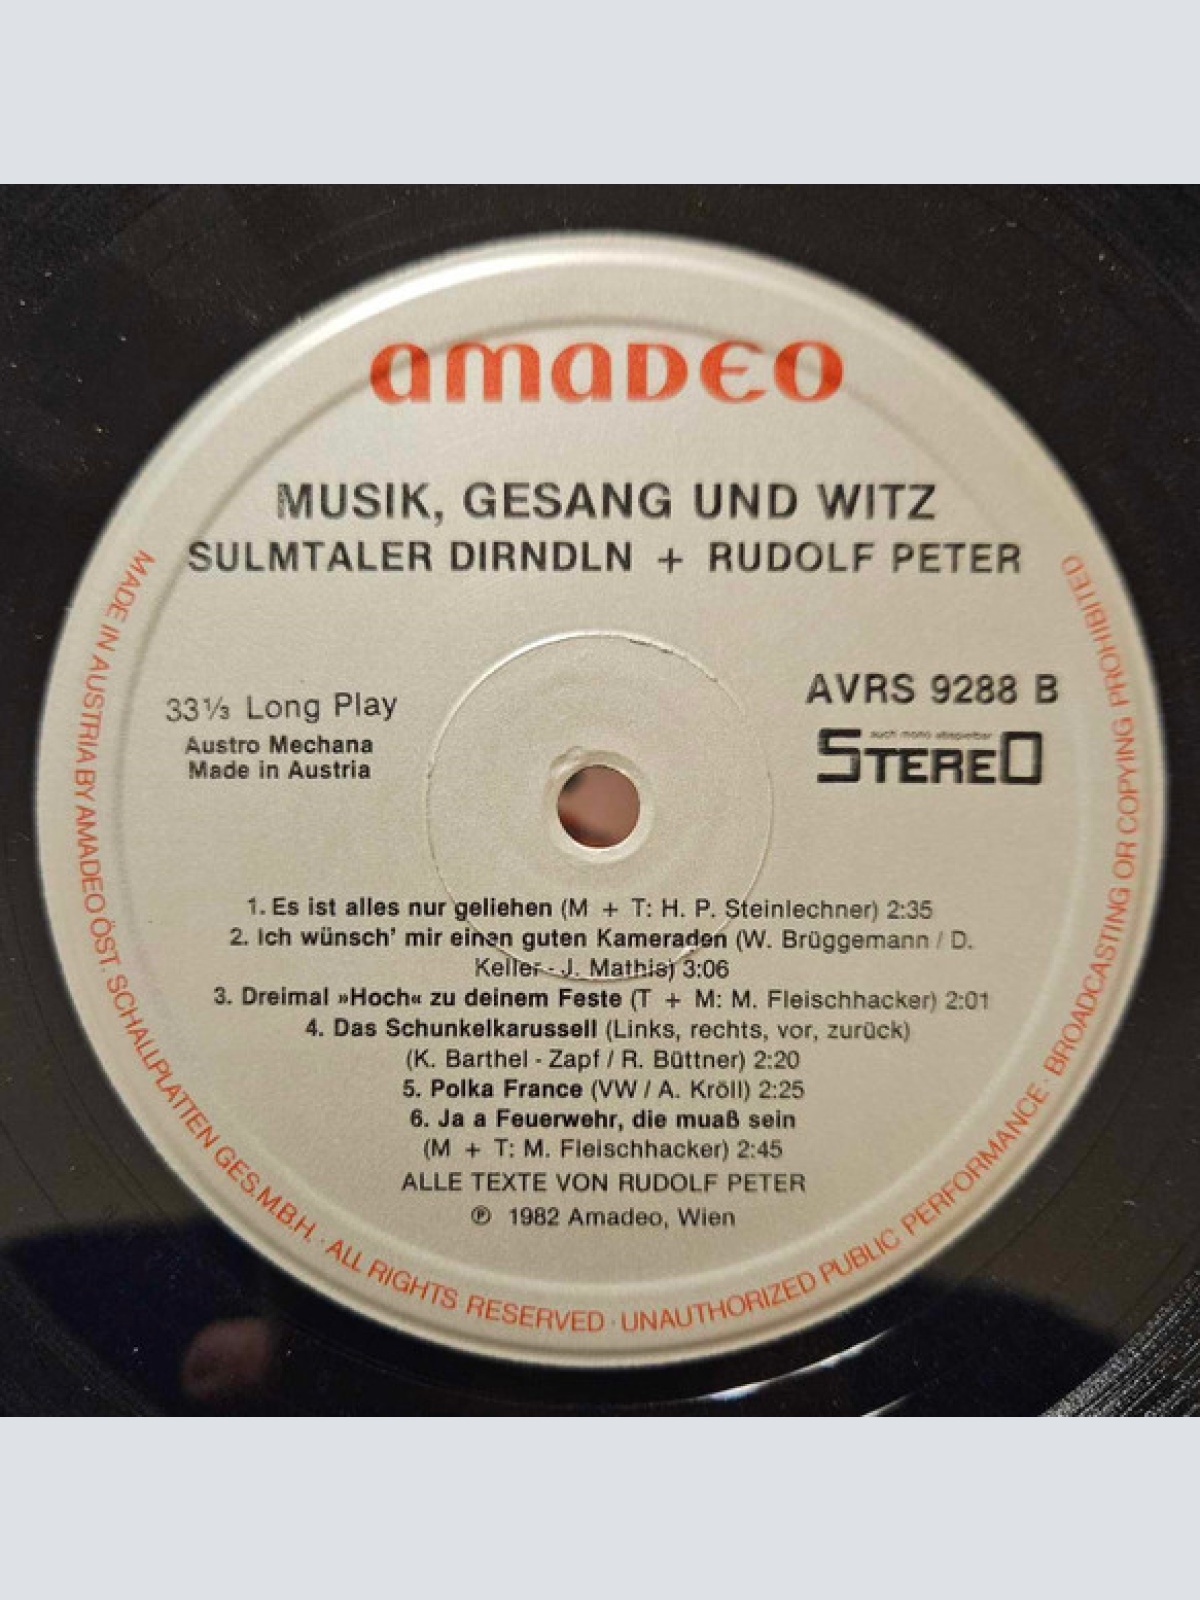 amadeo
MUSIK, GESANG UND WITZ
SULMTALER DIRNDLN + RUDOLF PETER
33⅓ Long Play
Austro Mechana
Made in Austria
AVRS 9288 B
auch mono abspielbar
STEREO
1. Es ist alles nur geliehen (M + T: H. P. Steinlechner) 2:35
2. Ich wünsch' mir einen guten Kameraden (W. Brüggemann / D.
Keller - J. Mathis) 3:06
3. Dreimal »Hoch« zu deinem Feste (T + M: M. Fleischhacker) 2:01
4. Das Schunkelkarussell (Links, rechts, vor, zurück)
(K. Barthel - Zapf / R. Büttner) 2:20
5. Polka France (VW / A. Kröll) 2:25
6. Ja a Feuerwehr, die muaß sein
(M + T: M. Fleischhacker) 2:45
ALLE TEXTE VON RUDOLF PETER
℗ 1982 Amadeo, Wien
MADE IN AUSTRIA BY AMADEO ÖST. SCHALLPLATTEN GES.M.B.H. · ALL RIGHTS RESERVED · UNAUTHORIZED PUBLIC PERFORMANCE · BROADCASTING OR COPYING PROHIBITED